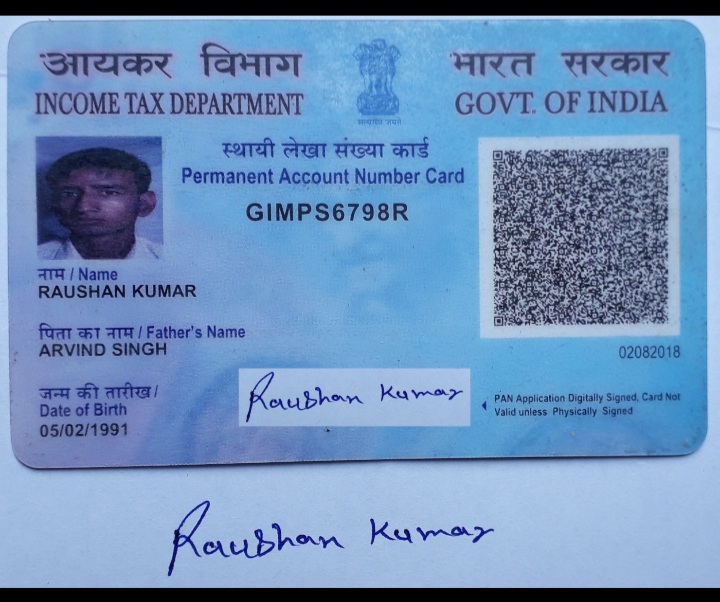 आयकर विभाग
INCOME TAX DEPARTMENT
सत्यमेव जयते
भारत सरकार
GOVT. OF INDIA
स्थायी लेखा संख्या कार्ड
Permanent Account Number Card
GIMPS6798R
नाम / Name
RAUSHAN KUMAR
पिता का नाम / Father's Name
ARVIND SINGH
जन्म की तारीख /
Date of Birth
05/02/1991
Raushan Kumar
02082018
PAN Application Digitally Signed, Card Not
Valid unless Physically Signed
Raushan Kumar